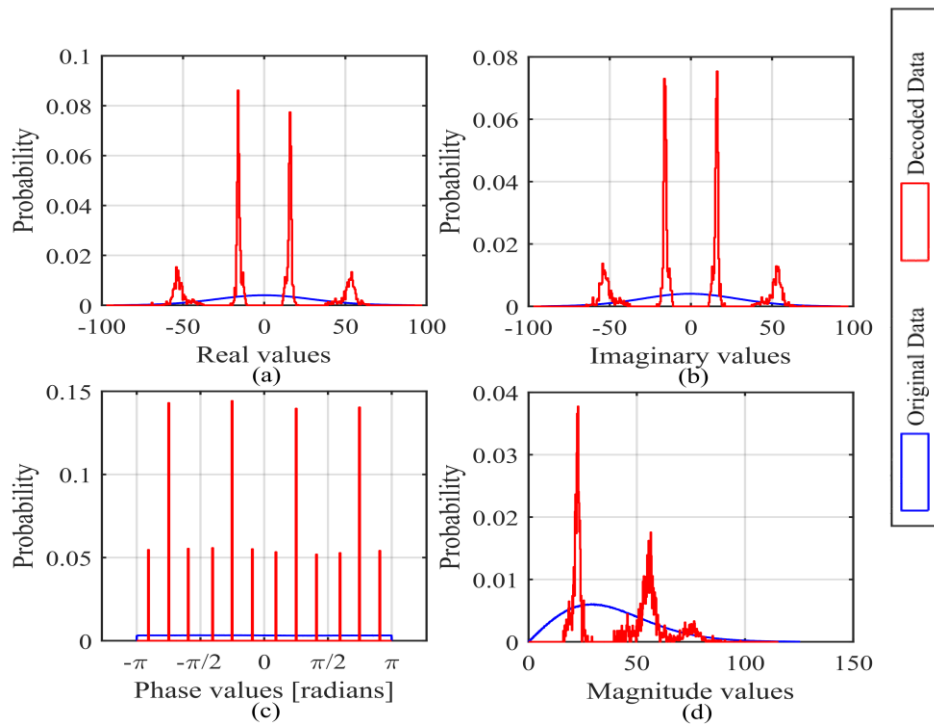 0.1
0.08
0.06
0.04
0.02
0
-100
-50
0
50
100
Probability
Real values
(a)
0.08
0.06
0.04
0.02
0
-100
-50
0
50
100
Probability
Imaginary values
(b)
0.15
0.1
0.05
0
-π
-π/2
0
π/2
π
Probability
Phase values [radians]
(c)
0.04
0.03
0.02
0.01
0
0
50
100
150
Probability
Magnitude values
(d)
Original Data
Decoded Data